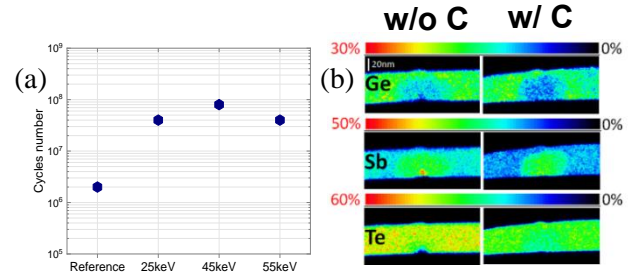 (a)
Cycles number
10^9
10^8
10^7
10^6
10^5
Reference 25keV 45keV 55keV
(b)
w/o C w/ C
30% 0%
20nm
Ge
50% 0%
Sb
60% 0%
Te